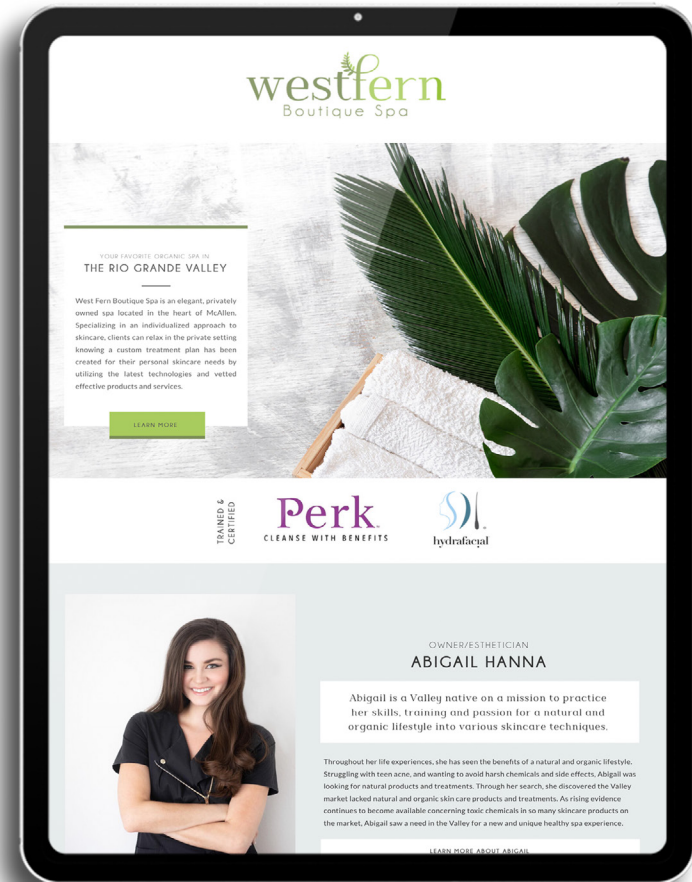 westfern
Boutique Spa
YOUR FAVORITE ORGANIC SPA IN
THE RIO GRANDE VALLEY
West Fern Boutique Spa is an elegant, privately
owned spa located in the heart of McAllen.
Specializing in an individualized approach to
skincare, clients can relax in the private setting
knowing a custom treatment plan has been
created for their personal skincare needs by
utilizing the latest technologies and vetted
effective products and services.
LEARN MORE
TRAINED &
CERTIFIED
Perk
CLEANSE WITH BENEFITS
hydrafacial
OWNER/ESTHETICIAN
ABIGAIL HANNA
Abigail is a Valley native on a mission to practice
her skills, training and passion for a natural and
organic lifestyle into various skincare techniques.
Throughout her life experiences, she has seen the benefits of a natural and organic lifestyle.
Struggling with teen acne, and wanting to avoid harsh chemicals and side effects, Abigail was
looking for natural products and treatments. Through her search, she discovered the Valley
market lacked natural and organic skin care products and treatments. As rising evidence
continues to become available concerning toxic chemicals in so many skincare products on
the market, Abigail saw a need in the Valley for a new and unique healthy spa experience.
LEARN MORE ABOUT ABIGAIL